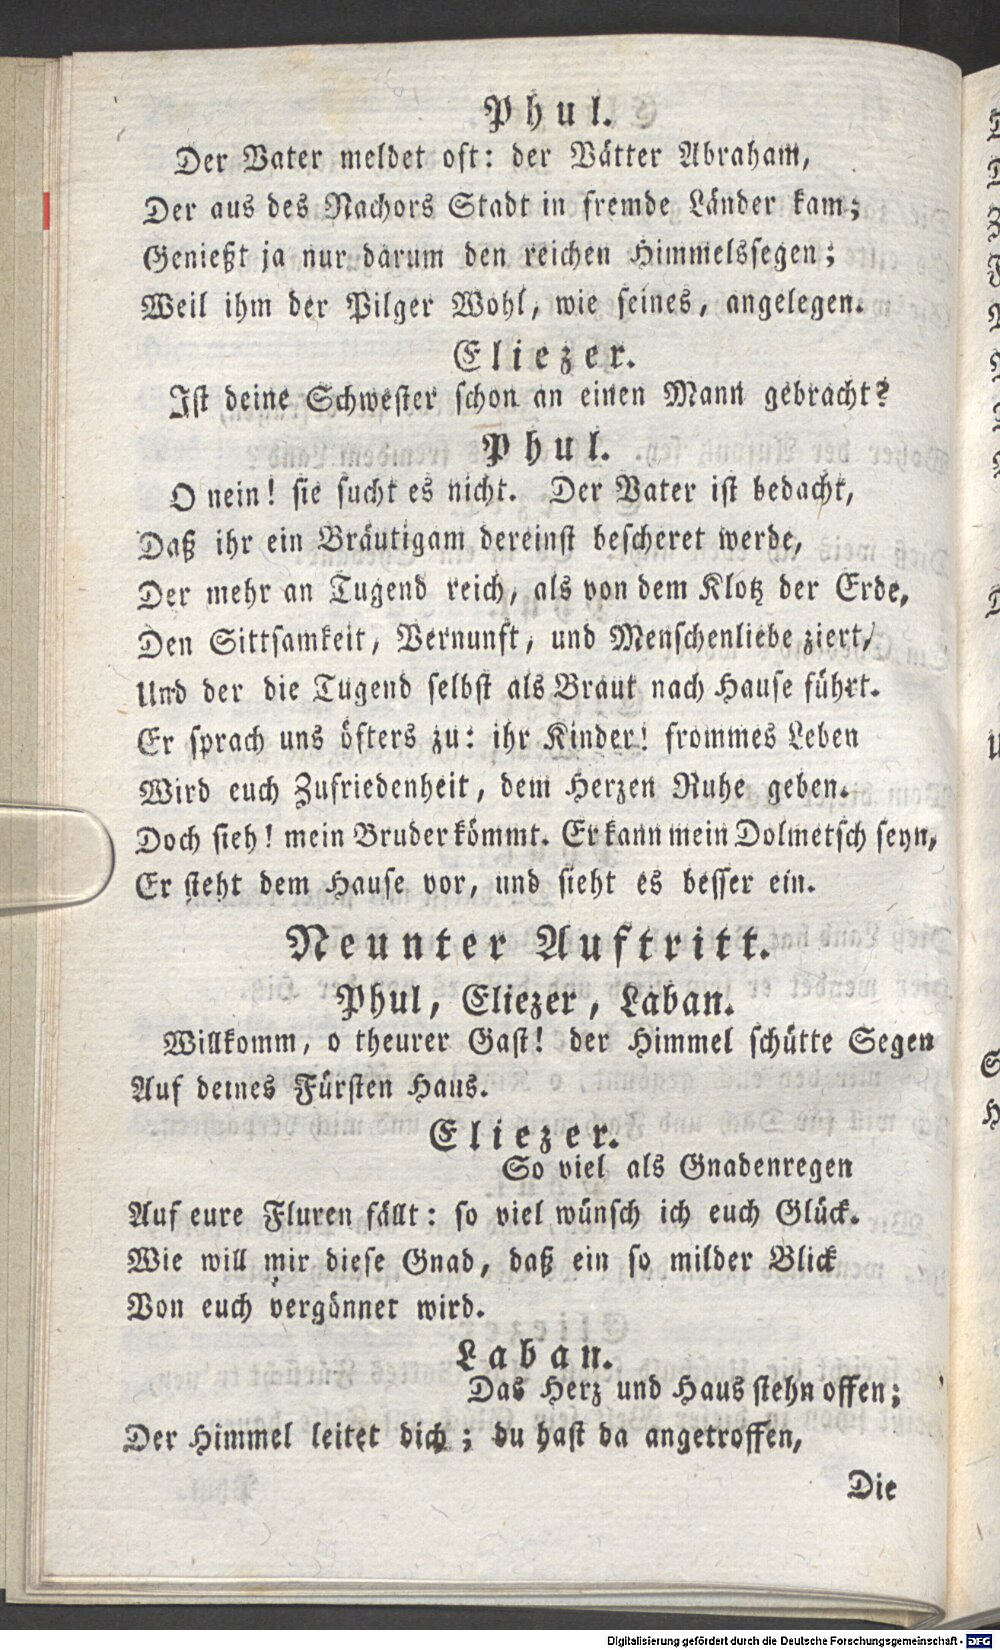 Phul.
Der Vater meldet oft: der Vätter Abraham,
Der aus des Nachors Stadt in fremde Länder kam;
Genießt ja nur darum den reichen Himmelssegen;
Weil ihm der Pilger Wohl, wie seines, angelegen.
Eliezer.
Ist deine Schwester schon an einen Mann gebracht?
Phul.
O nein! sie sucht es nicht. Der Vater ist bedacht,
Daß ihr ein Bräutigam dereinst bescheret werde,
Der mehr an Tugend reich, als von dem Klotz der Erde,
Den Sittsamkeit, Vernunft, und Menschenliebe ziert,
Und der die Tugend selbst als Braut nach Hause führt.
Er sprach uns öfters zu: ihr Kinder! frommes Leben
Wird euch Zufriedenheit, dem Herzen Ruhe geben.
Doch sieh! mein Bruder kömmt. Er kann mein Dolmetsch seyn,
Er steht dem Hause vor, und sieht es besser ein.
Neunter Auftritt.
Phul, Eliezer, Laban.
Willkomm, o theurer Gast! der Himmel schütte Segen
Auf deines Fürsten Haus.
Eliezer.
So viel als Gnadenregen
Auf eure Fluren fällt: so viel wünsch ich euch Glück.
Wie will mir diese Gnad, daß ein so milder Blick
Von euch vergönnet wird.
Laban.
Das Herz und Haus stehn offen;
Der Himmel leitet dich; du hast da angetroffen,
Die
Digitalisierung gefördert durch die Deutsche Forschungsgemeinschaft - DFG